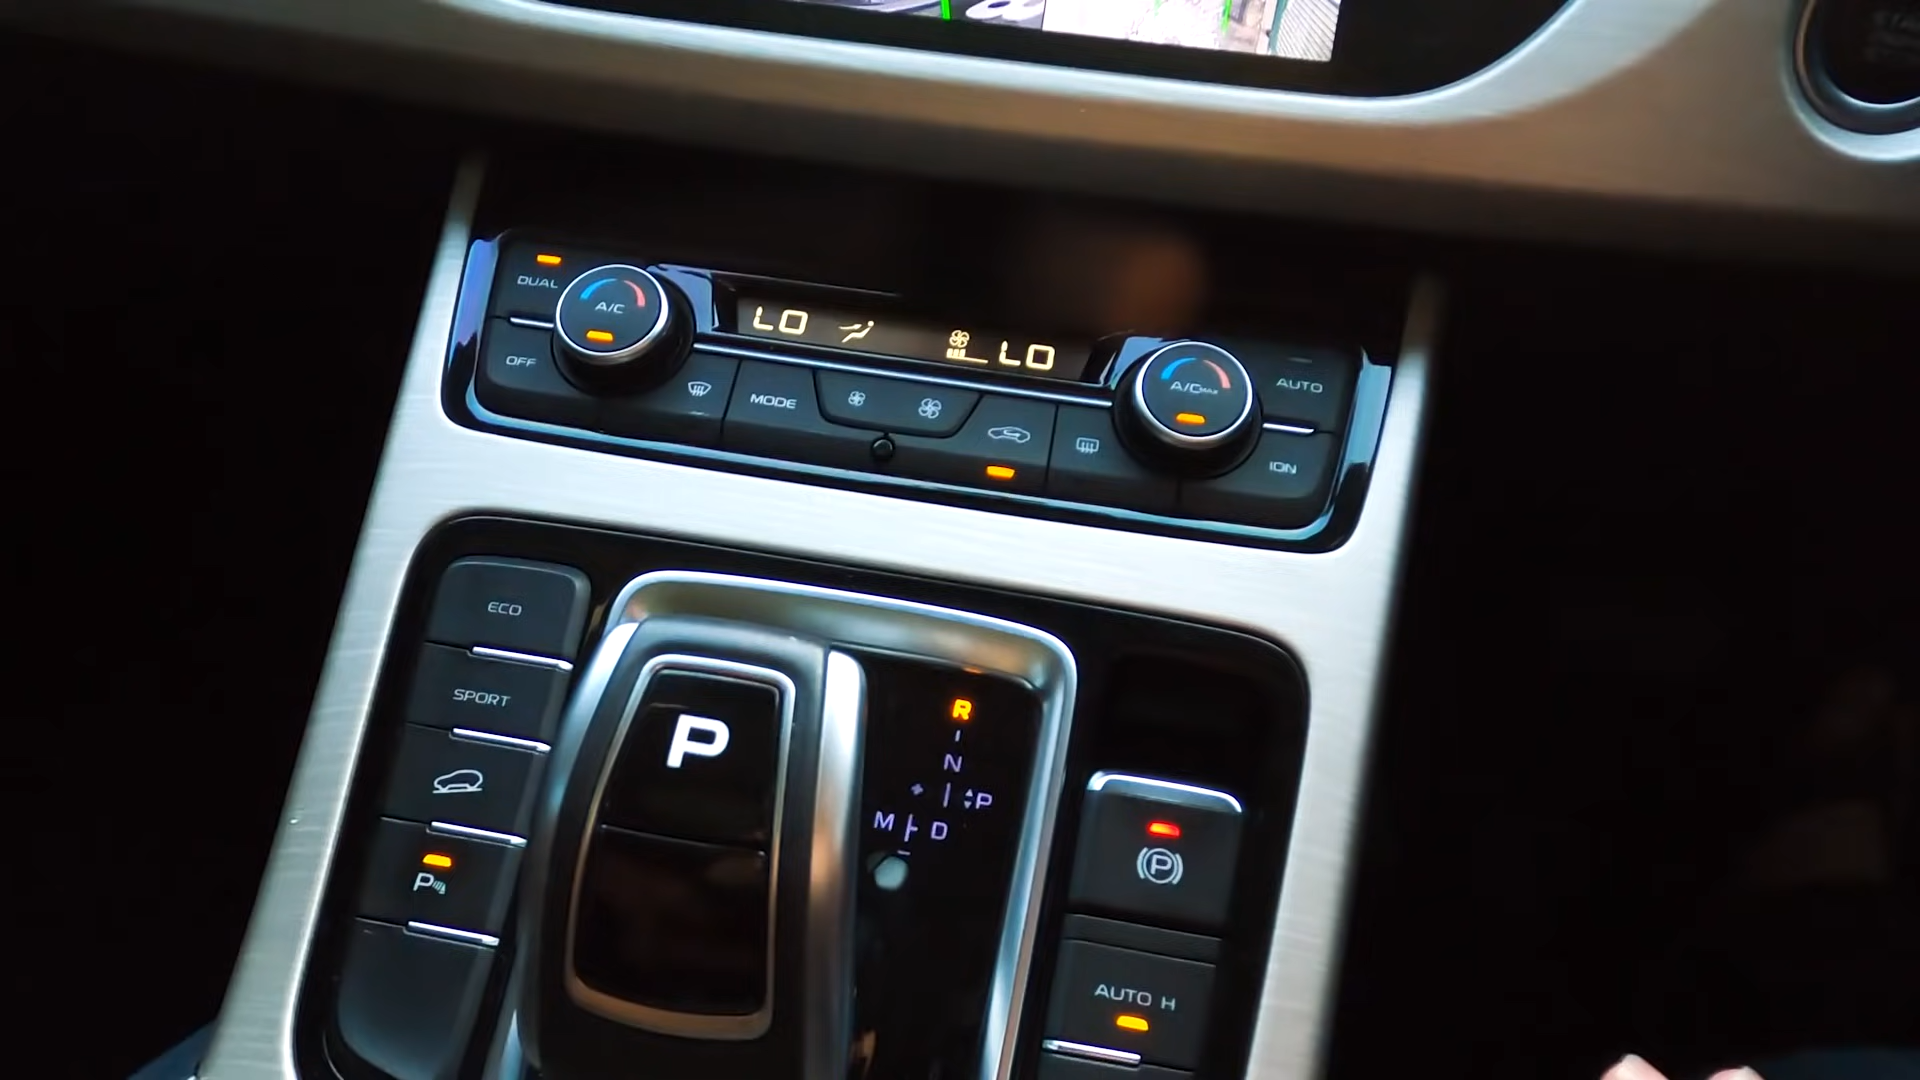 DUAL
A/C
OFF
LO
LO
MODE
A/C MAX
AUTO
ION
ECO
SPORT
P
P
R
N
P
M
D
P
AUTO H